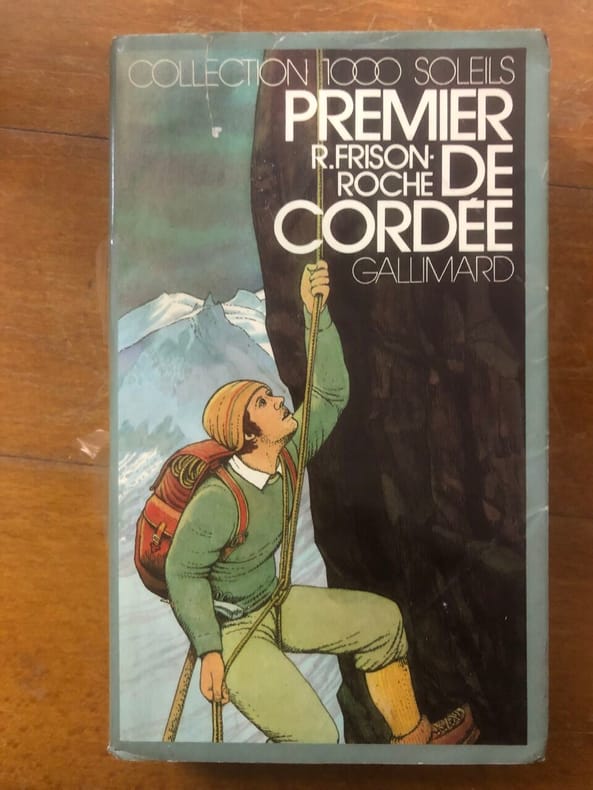 COLLECTION 1000 SOLEILS
PREMIER
R.FRISON-
ROCHE
DE
CORDÉE
GALLIMARD